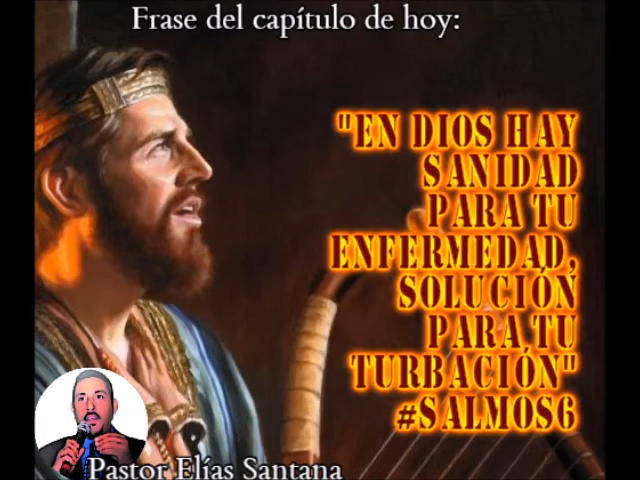 Frase del capítulo de hoy:
"EN DIOS HAY
SANIDAD
PARA TU
ENFERMEDAD,
SOLUCIÓN
PARA TU
TURBACIÓN"
#SALMOS6
Pastor Elías Santana